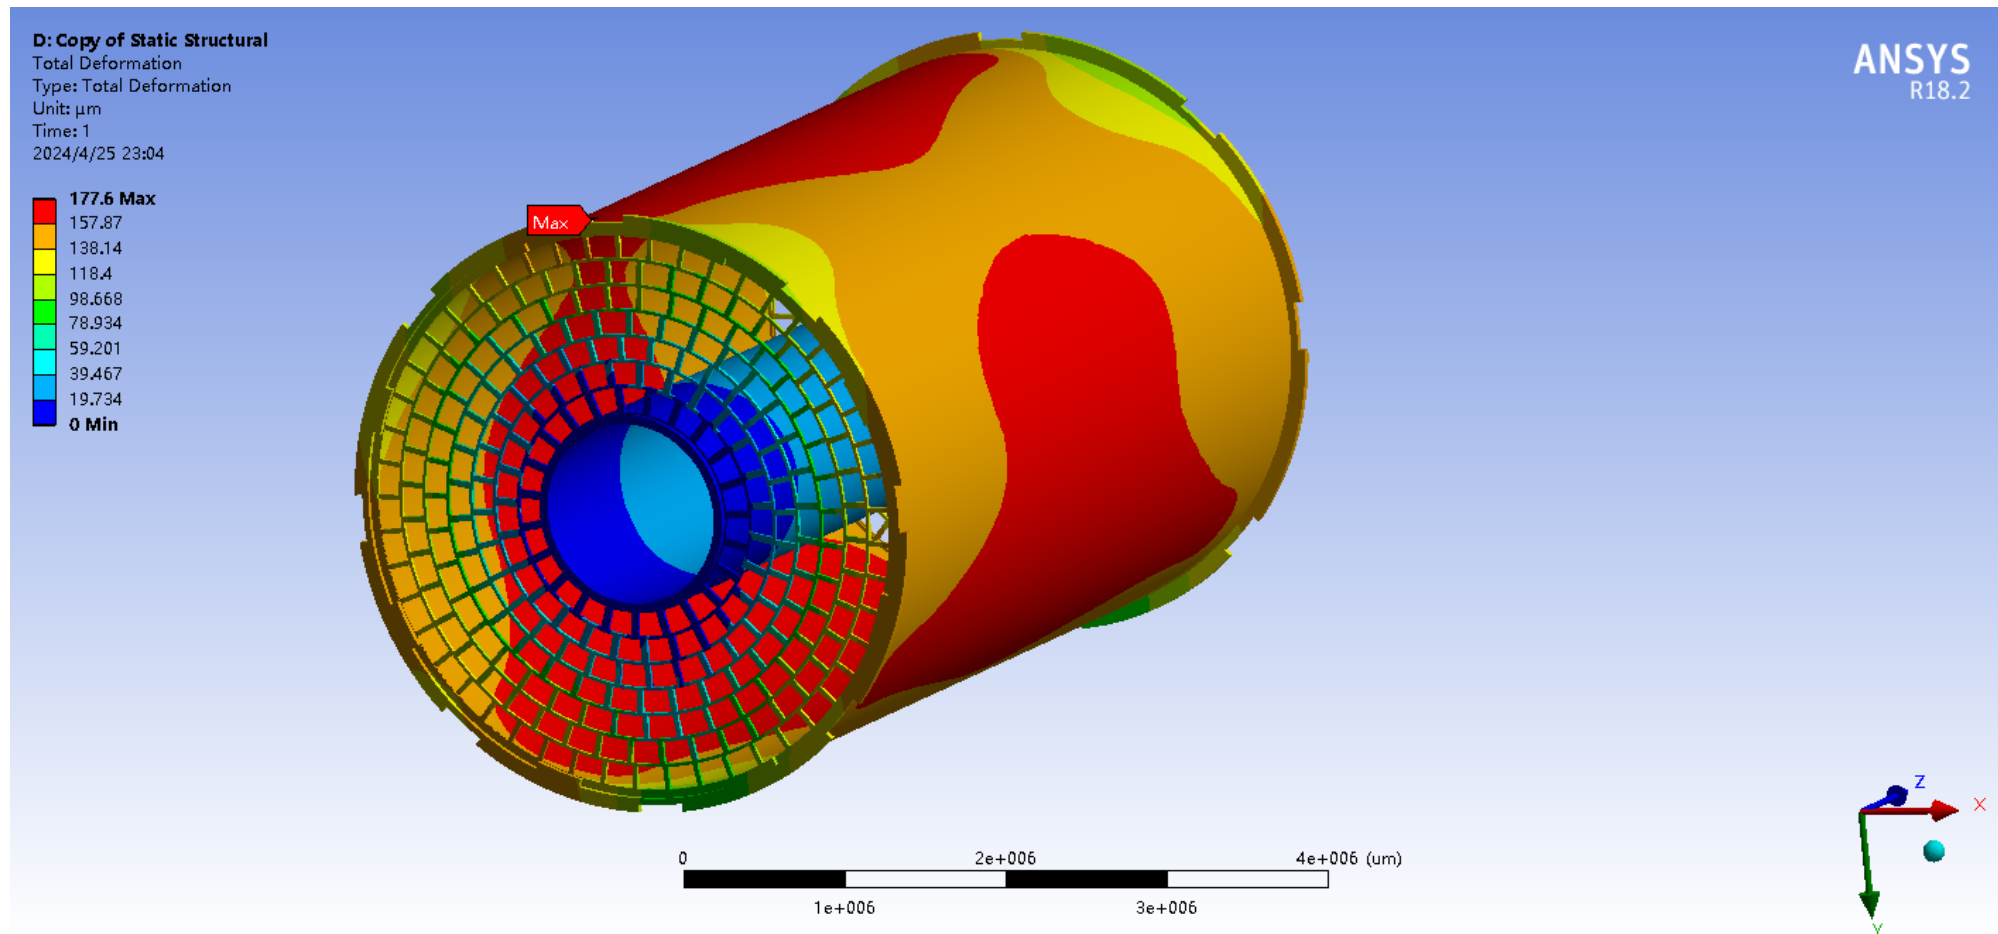 D: Copy of Static Structural
Total Deformation
Type: Total Deformation
Unit: µm
Time: 1
2024/4/25 23:04
177.6 Max
157.87
138.14
118.4
98.668
78.934
59.201
39.467
19.734
0 Min
ANSYS
R18.2
Max
0
2e+006
4e+006 (um)
1e+006
3e+006
Z
X
Y